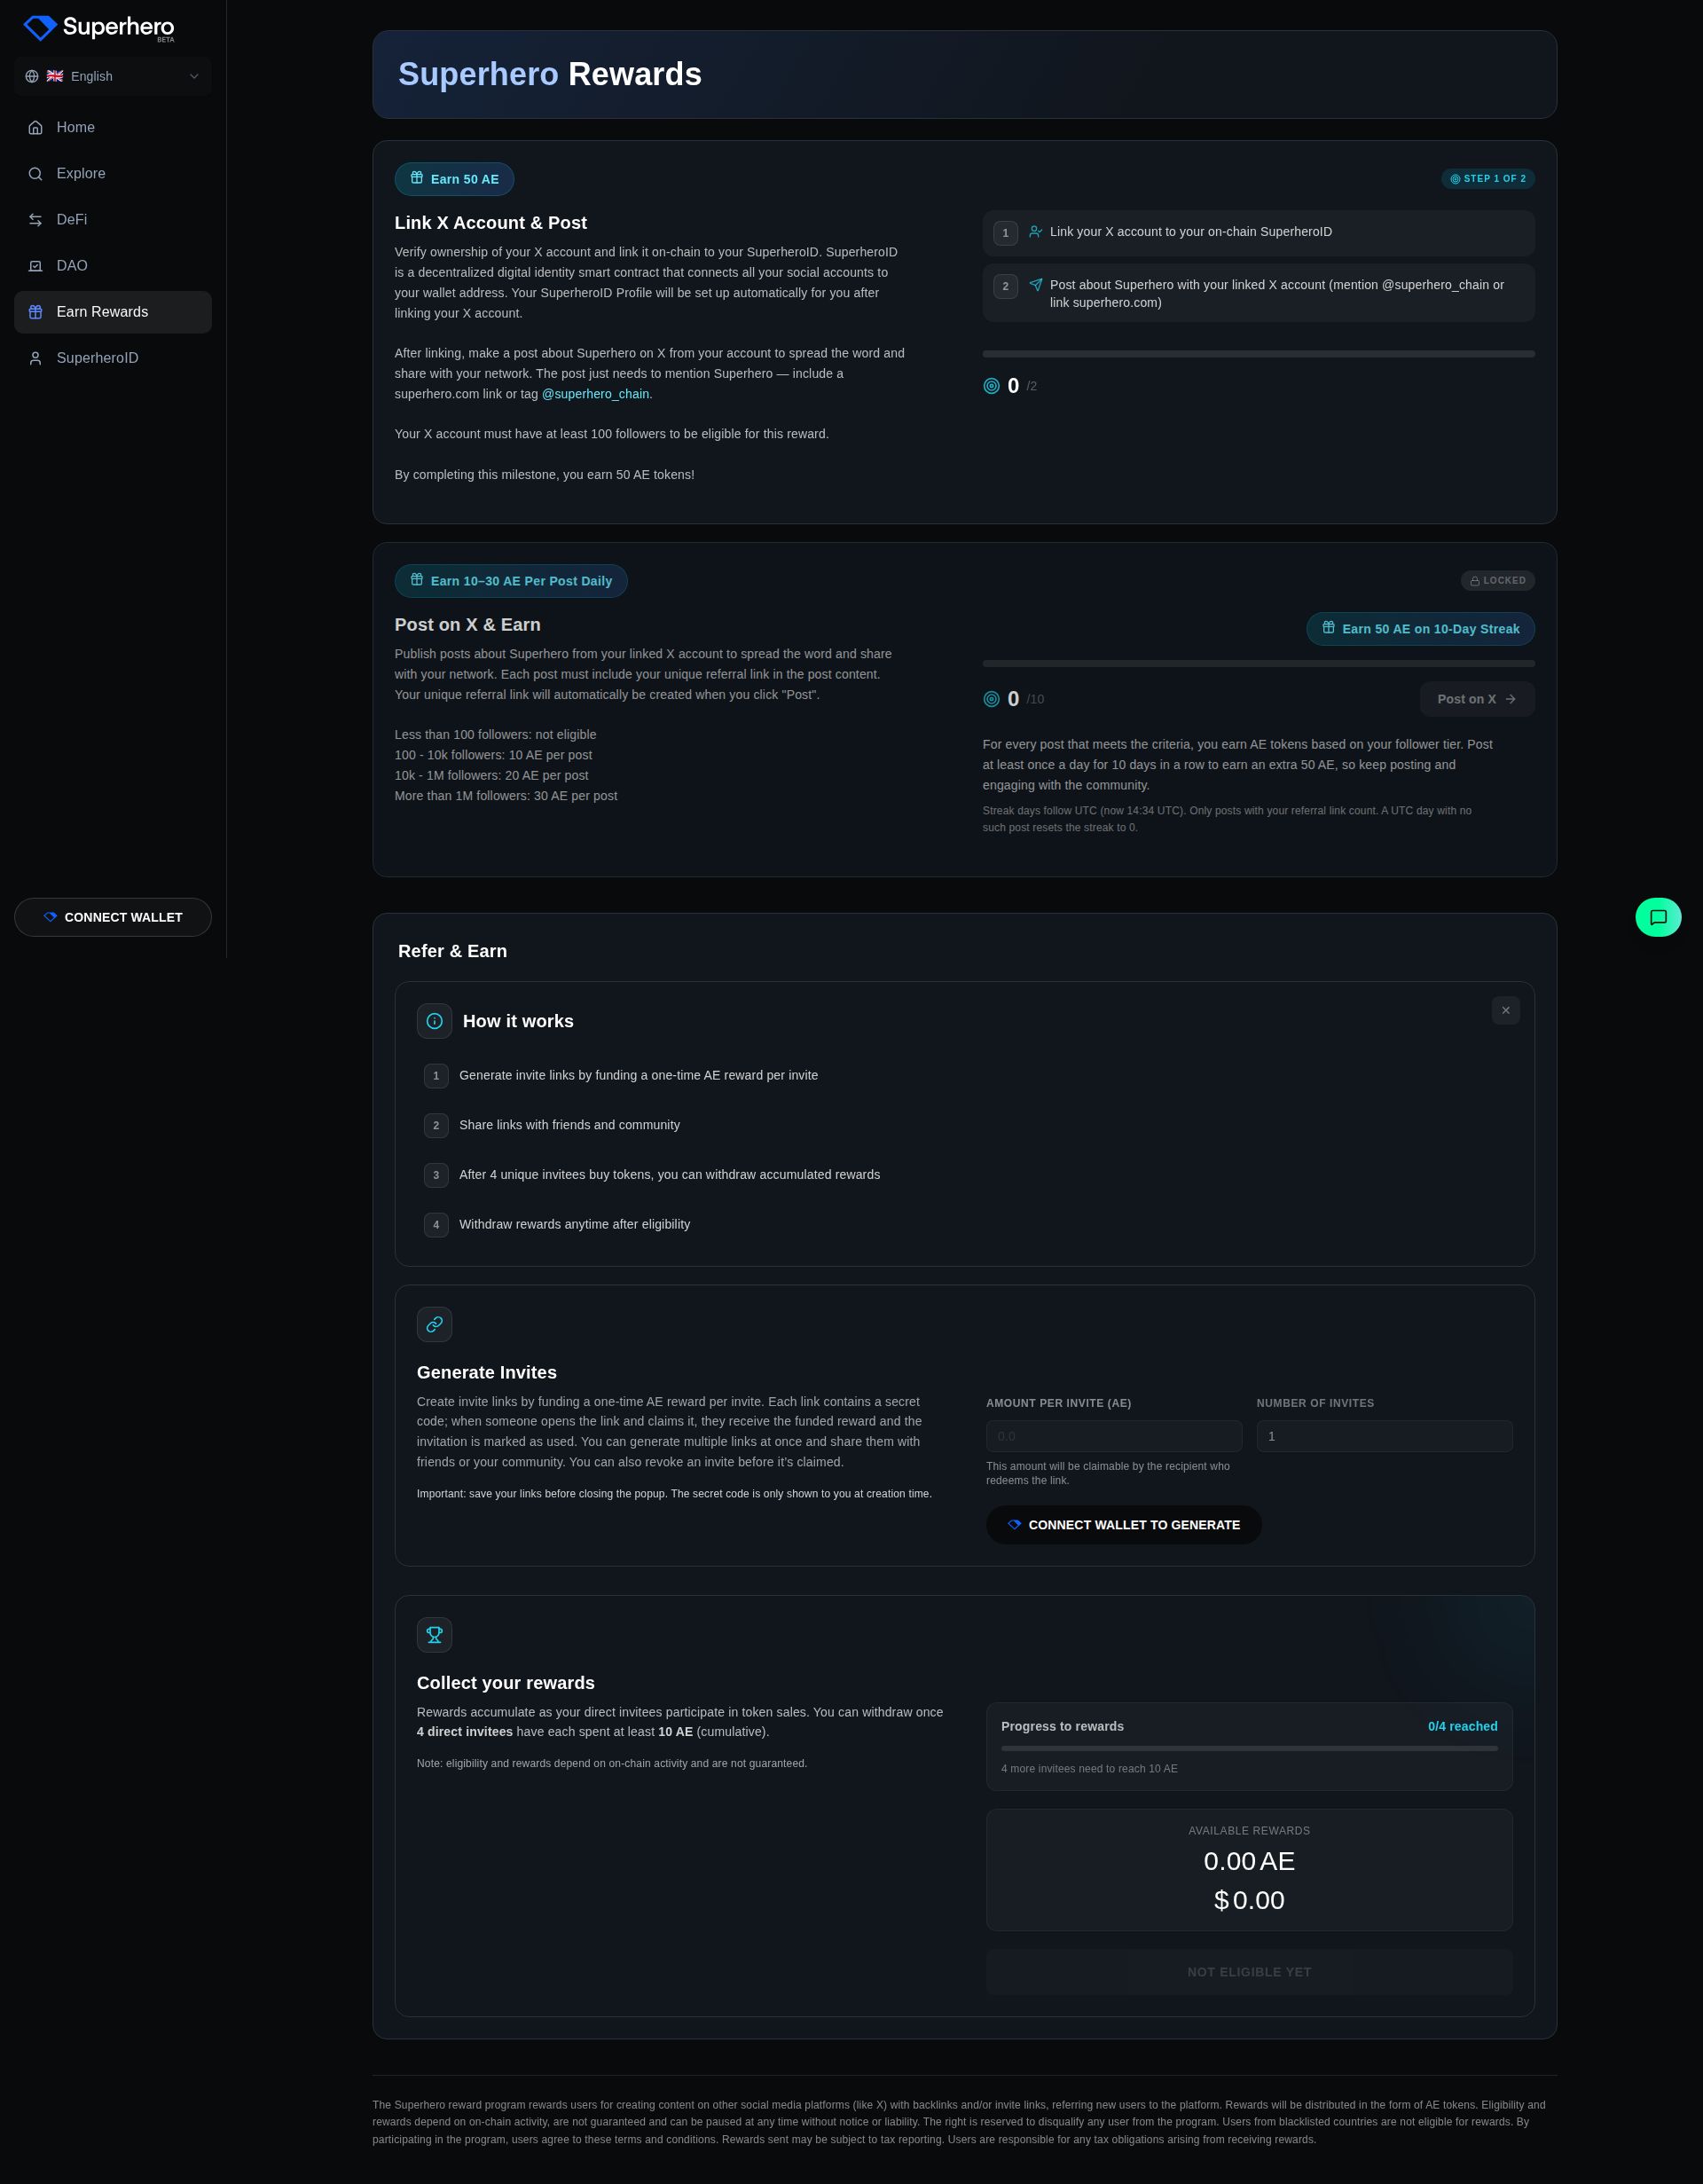 Superhero
BETA
English
Home
Explore
DeFi
DAO
Earn Rewards
SuperheroID
CONNECT WALLET
Superhero Rewards
Earn 50 AE
STEP 1 OF 2
Link X Account & Post
Verify ownership of your X account and link it on-chain to your SuperheroID. SuperheroID
is a decentralized digital identity smart contract that connects all your social accounts to
your wallet address. Your SuperheroID Profile will be set up automatically for you after
linking your X account.
After linking, make a post about Superhero on X from your account to spread the word and
share with your network. The post just needs to mention Superhero — include a
superhero.com link or tag @superhero_chain.
Your X account must have at least 100 followers to be eligible for this reward.
By completing this milestone, you earn 50 AE tokens!
1
Link your X account to your on-chain SuperheroID
2
Post about Superhero with your linked X account (mention @superhero_chain or
link superhero.com)
0 /2
Earn 10–30 AE Per Post Daily
LOCKED
Post on X & Earn
Publish posts about Superhero from your linked X account to spread the word and share
with your network. Each post must include your unique referral link in the post content.
Your unique referral link will automatically be created when you click "Post".
Less than 100 followers: not eligible
100 - 10k followers: 10 AE per post
10k - 1M followers: 20 AE per post
More than 1M followers: 30 AE per post
Earn 50 AE on 10-Day Streak
0 /10
Post on X
For every post that meets the criteria, you earn AE tokens based on your follower tier. Post
at least once a day for 10 days in a row to earn an extra 50 AE, so keep posting and
engaging with the community.
Streak days follow UTC (now 14:34 UTC). Only posts with your referral link count. A UTC day with no
such post resets the streak to 0.
Refer & Earn
How it works
1
Generate invite links by funding a one-time AE reward per invite
2
Share links with friends and community
3
After 4 unique invitees buy tokens, you can withdraw accumulated rewards
4
Withdraw rewards anytime after eligibility
Generate Invites
Create invite links by funding a one-time AE reward per invite. Each link contains a secret
code; when someone opens the link and claims it, they receive the funded reward and the
invitation is marked as used. You can generate multiple links at once and share them with
friends or your community. You can also revoke an invite before it’s claimed.
Important: save your links before closing the popup. The secret code is only shown to you at creation time.
AMOUNT PER INVITE (AE)
0.0
This amount will be claimable by the recipient who
redeems the link.
NUMBER OF INVITES
1
CONNECT WALLET TO GENERATE
Collect your rewards
Rewards accumulate as your direct invitees participate in token sales. You can withdraw once
4 direct invitees have each spent at least 10 AE (cumulative).
Note: eligibility and rewards depend on on-chain activity and are not guaranteed.
Progress to rewards
0/4 reached
4 more invitees need to reach 10 AE
AVAILABLE REWARDS
0.00 AE
$ 0.00
NOT ELIGIBLE YET
The Superhero reward program rewards users for creating content on other social media platforms (like X) with backlinks and/or invite links, referring new users to the platform. Rewards will be distributed in the form of AE tokens. Eligibility and
rewards depend on on-chain activity, are not guaranteed and can be paused at any time without notice or liability. The right is reserved to disqualify any user from the program. Users from blacklisted countries are not eligible for rewards. By
participating in the program, users agree to these terms and conditions. Rewards sent may be subject to tax reporting. Users are responsible for any tax obligations arising from receiving rewards.